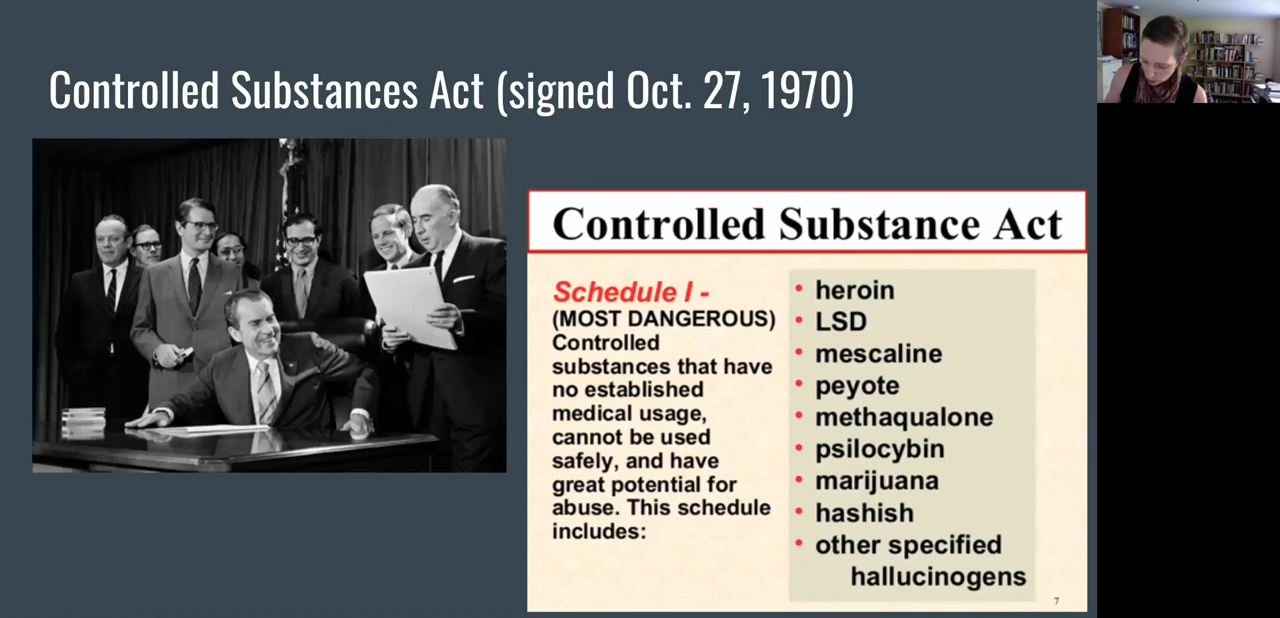 Controlled Substances Act (signed Oct. 27, 1970)
Controlled Substance Act
Schedule I -
(MOST DANGEROUS)
Controlled
substances that have
no established
medical usage,
cannot be used
safely, and have
great potential for
abuse. This schedule
includes:
• heroin
• LSD
• mescaline
• peyote
• methaqualone
• psilocybin
• marijuana
• hashish
• other specified
hallucinogens
7